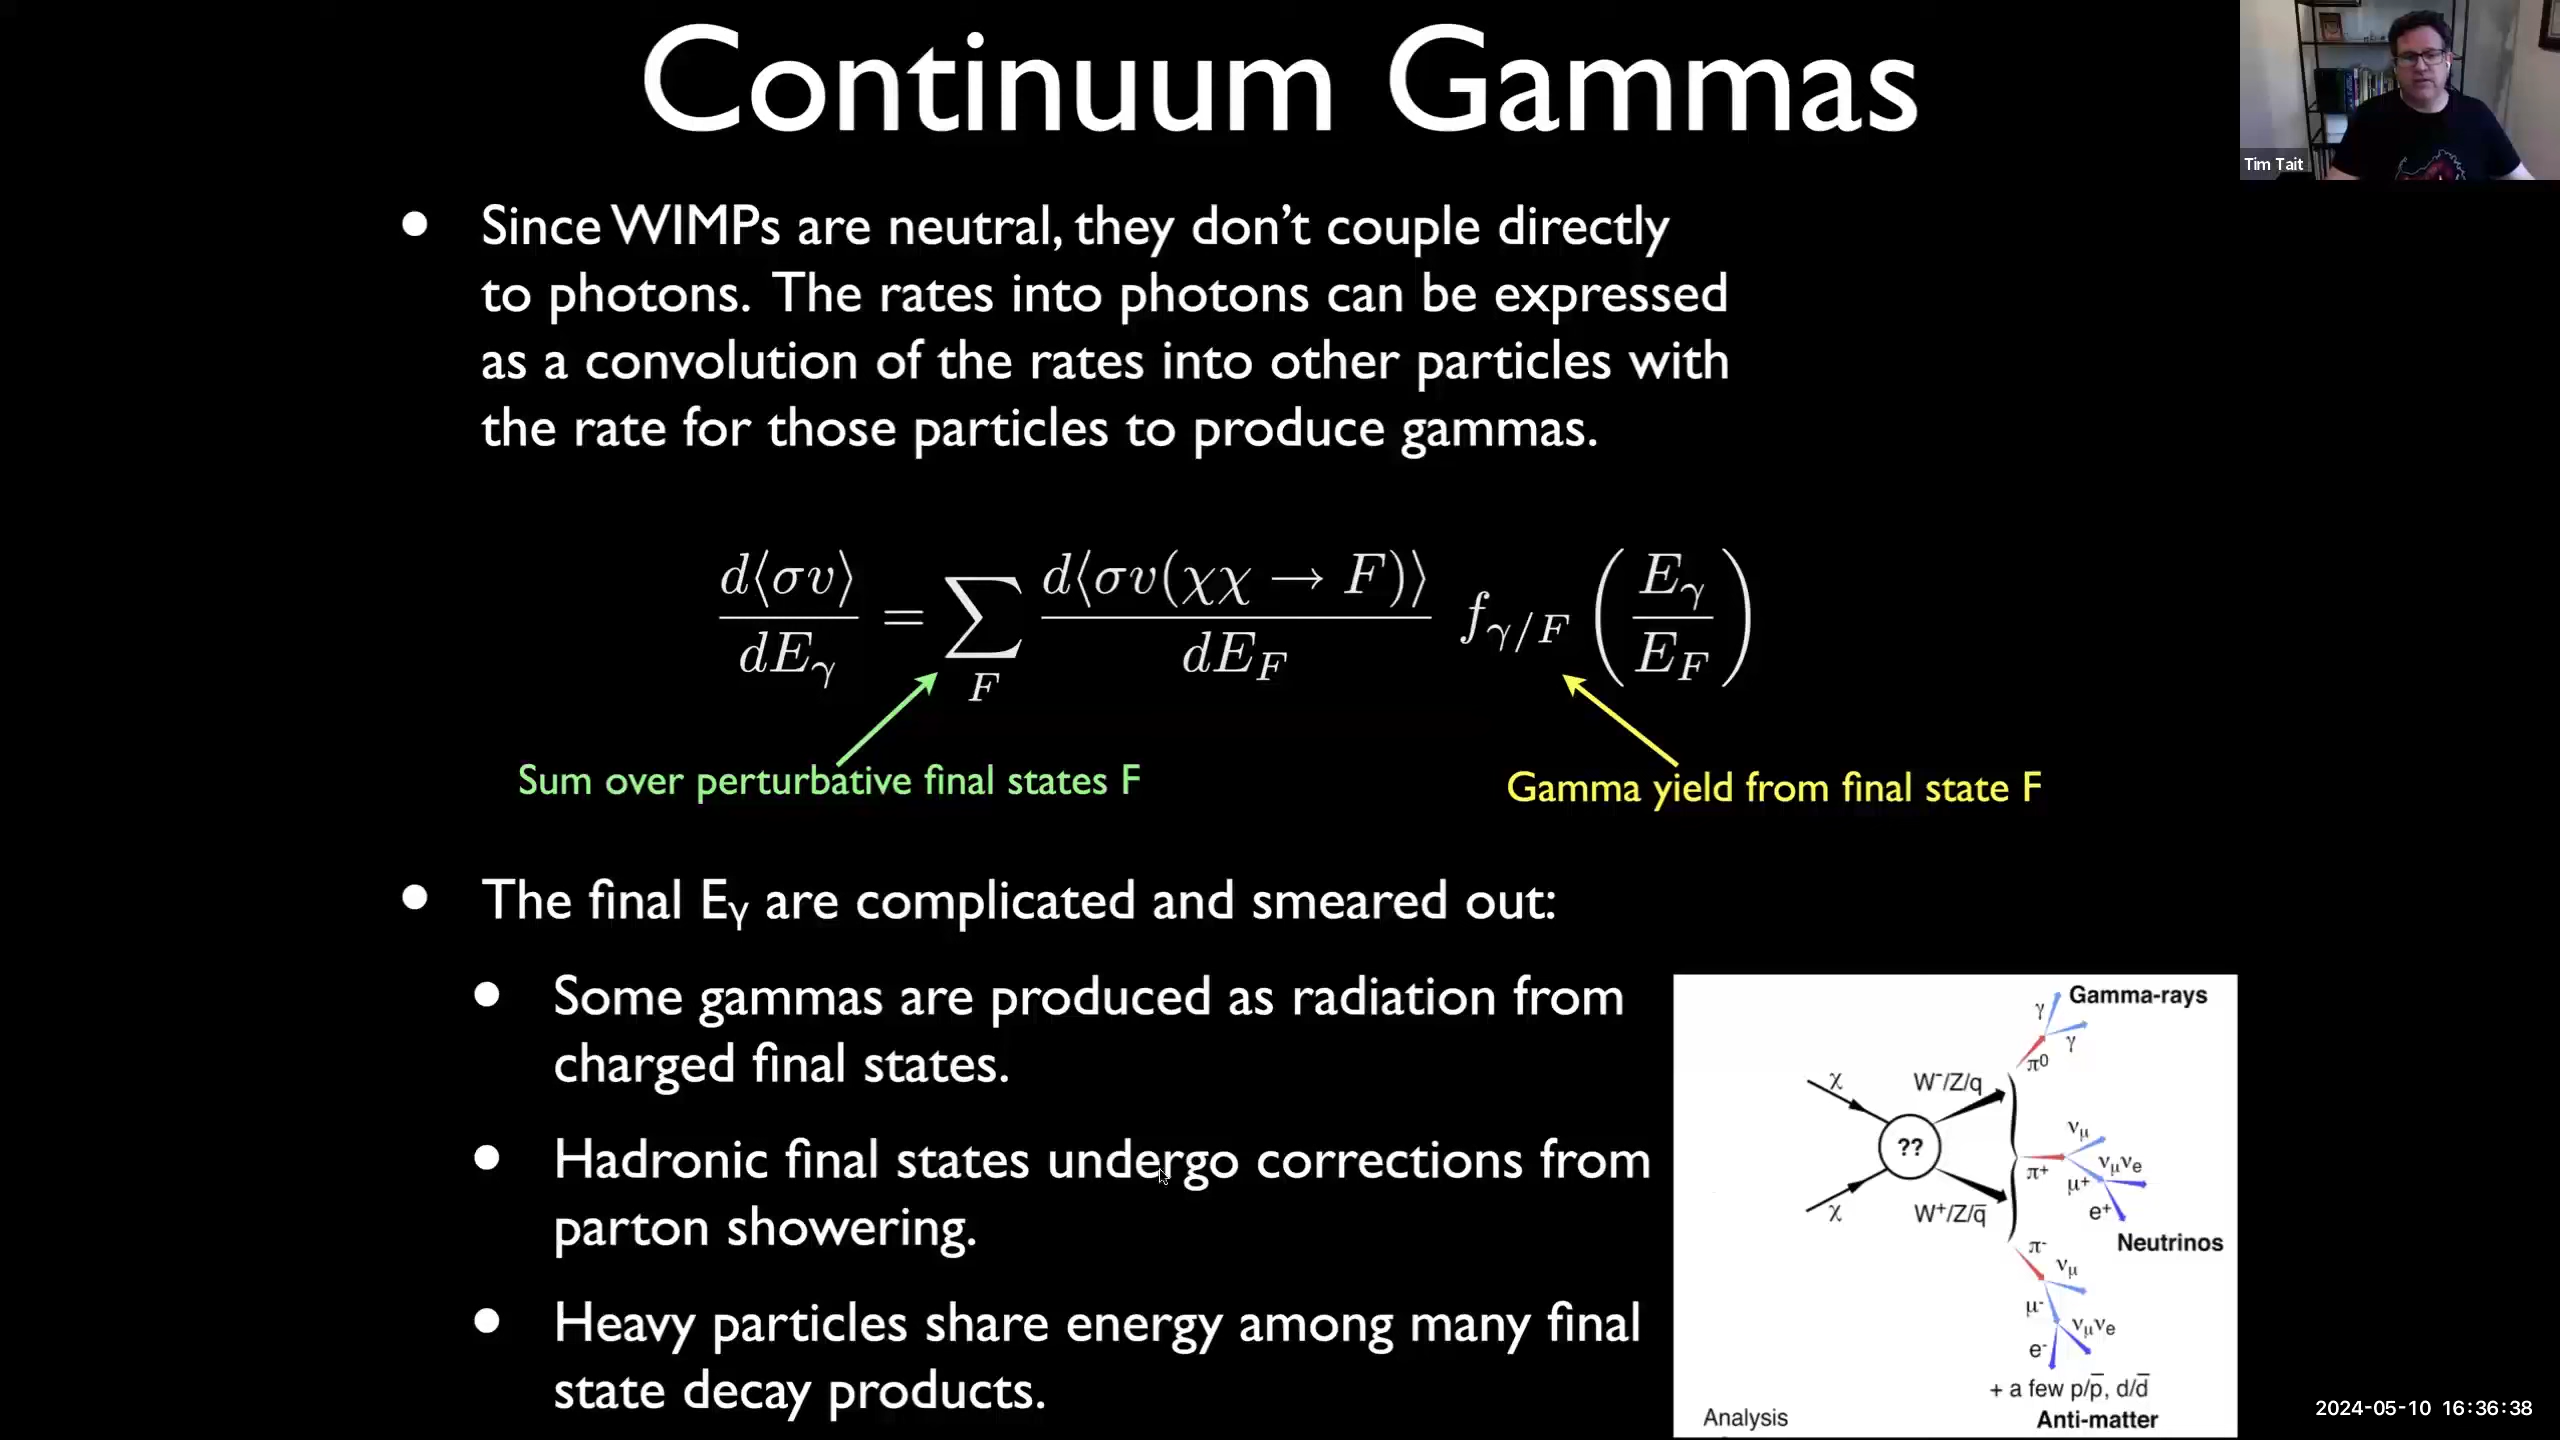 Continuum Gammas
Tim Tait
• Since WIMPs are neutral, they don’t couple directly
to photons. The rates into photons can be expressed
as a convolution of the rates into other particles with
the rate for those particles to produce gammas.
d⟨σv⟩/dE_γ = ∑_F d⟨σv(χχ → F)⟩/dE_F f_{γ/F} (E_γ/E_F)
Sum over perturbative final states F
Gamma yield from final state F
• The final Eγ are complicated and smeared out:
• Some gammas are produced as radiation from
charged final states.
• Hadronic final states undergo corrections from
parton showering.
• Heavy particles share energy among many final
state decay products.
Gamma-rays
γ
γ
π⁰
χ
W⁻/Z/q
??
νμ
π⁺
νμνe
μ⁺
e⁺
χ
W⁺/Z/q̅
Neutrinos
π⁻
νμ
μ⁻
νμνe
e⁻
+ a few p/p̅, d/d̅
Anti-matter
Analysis
2024-05-10 16:36:38